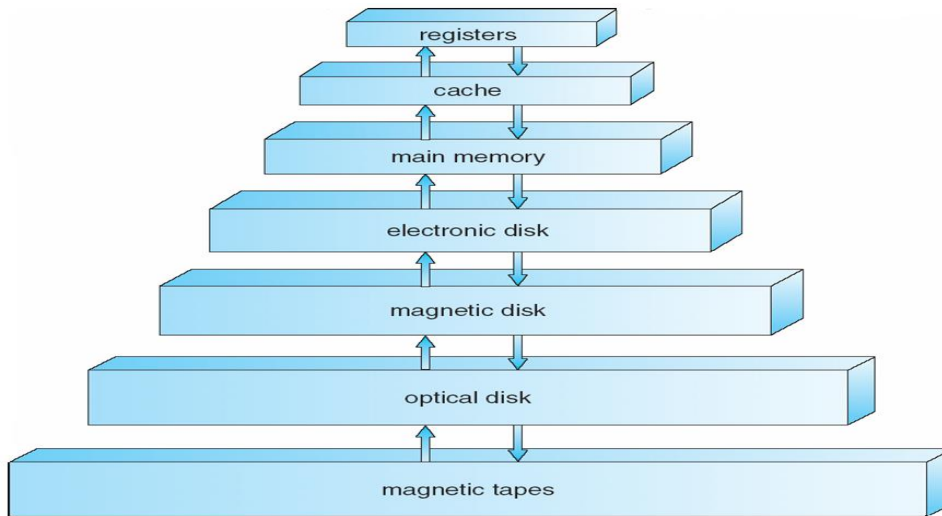 registers
cache
main memory
electronic disk
magnetic disk
optical disk
magnetic tapes